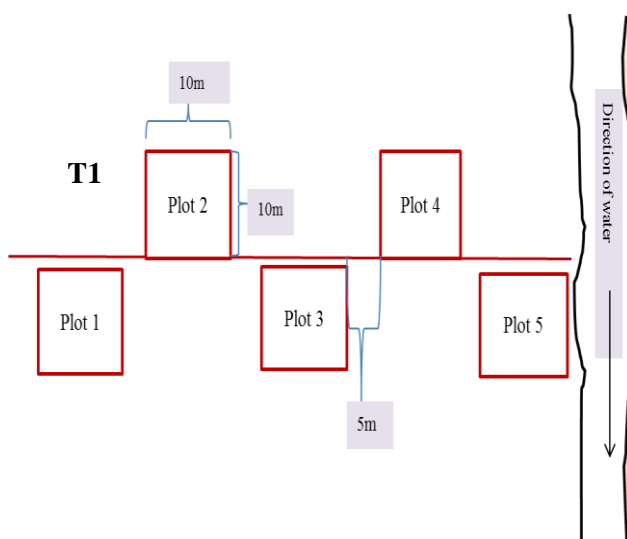 10m
T1
Plot 2
10m
Plot 4
Direction of water
Plot 1
Plot 3
Plot 5
5m